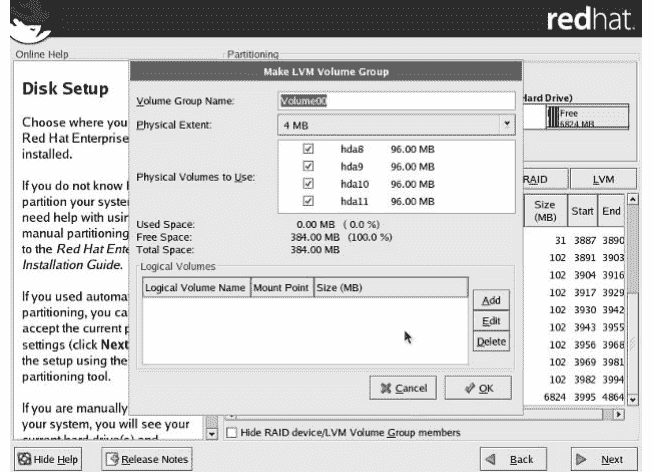 redhat.
Online Help
Partitioning
Make LVM Volume Group
Disk Setup
Choose where you
Red Hat Enterprise
installed.
If you do not know
partition your
need help with
manual partitioning
to the Red Hat
Installation Guide.
If you used
partitioning, you
accept the current
settings (click Next
the setup using the
partitioning tool.
If you are manually
your system, you will see your
Volume Group Name: Volume00
Physical Extent: 4 MB
Physical Volumes to Use:
hda8 96.00 MB
hda9 96.00 MB
hda10 96.00 MB
hda11 96.00 MB
Used Space: 0.00 MB ( 0.0 %)
Free Space: 384.00 MB (100.0 %)
Total Space: 384.00 MB
Logical Volumes
Logical Volume Name Mount Point Size (MB)
Add
Edit
Delete
Cancel OK
Hard Drive)
Free
6824 MB
RAID LVM
Size (MB) Start End
31 3887 3890
102 3891 3903
102 3904 3916
102 3917 3929
102 3930 3942
102 3943 3955
102 3956 3968
102 3969 3981
102 3982 3994
6824 3995 4864
Hide RAID device/LVM Volume Group members
Hide Help Release Notes Back Next